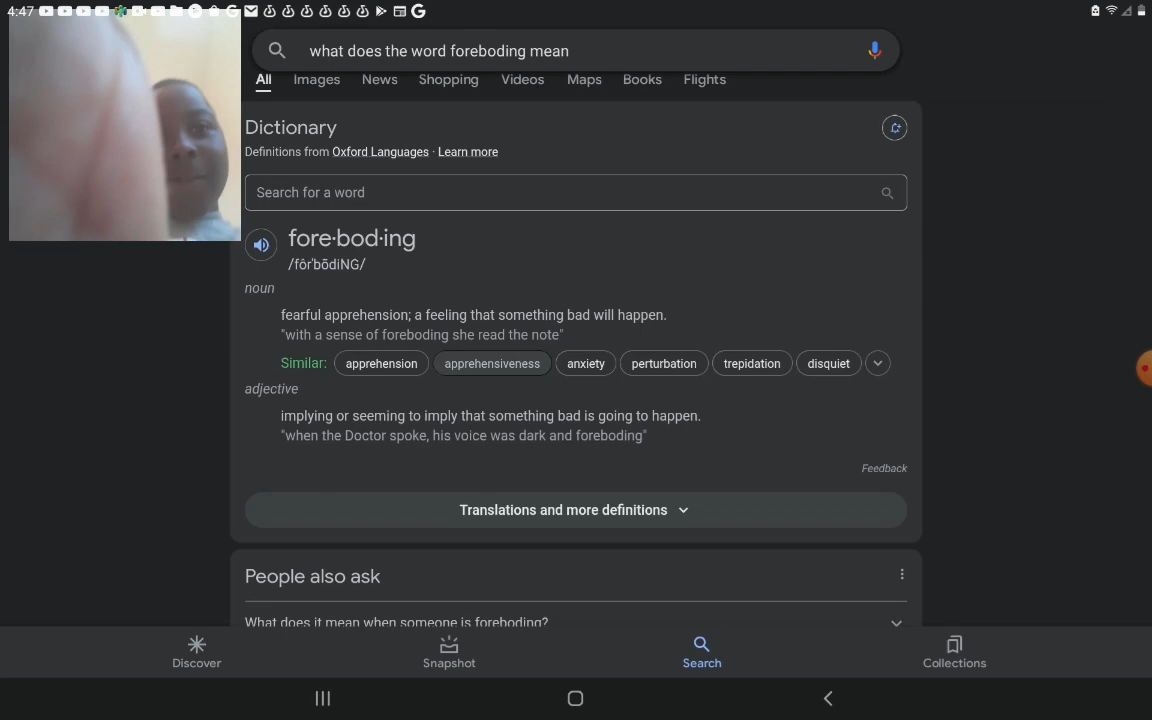 4:47
what does the word foreboding mean
All Images News Shopping Videos Maps Books Flights
Dictionary
Definitions from Oxford Languages · Learn more
Search for a word
fore·bod·ing
/fôrˈbōdiNG/
noun
fearful apprehension; a feeling that something bad will happen.
"with a sense of foreboding she read the note"
Similar: apprehension apprehensiveness anxiety perturbation trepidation disquiet
adjective
implying or seeming to imply that something bad is going to happen.
"when the Doctor spoke, his voice was dark and foreboding"
Feedback
Translations and more definitions
People also ask
What does it mean when someone is foreboding?
Discover Snapshot Search Collections